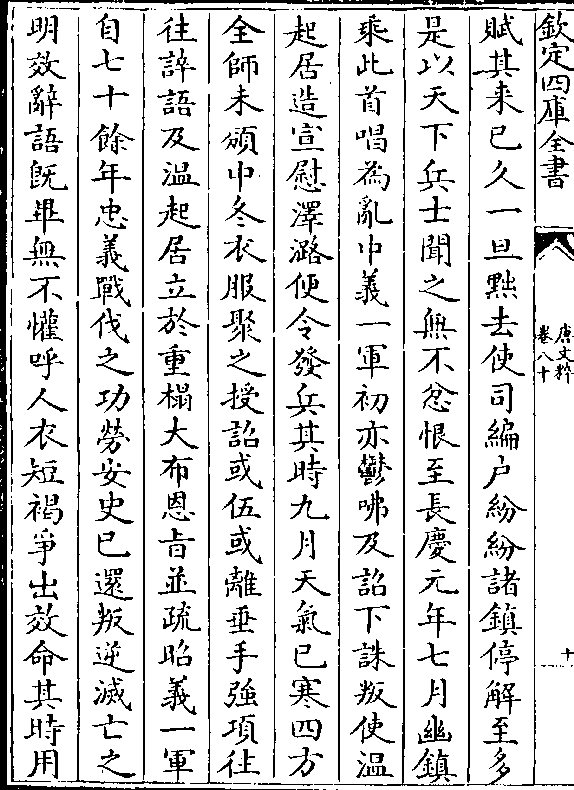 欽定四庫全書
唐文粹
卷八十
十
賦其来已久一旦黜去使司編户紛紛諸鎮停解至多
是以天下兵士聞之無不忿恨至長慶元年七月幽鎮
乘此首唱為亂中義一軍初亦鬱咈及詔下誅叛使溫
起居造宣慰澤潞便令發兵其時九月天氣已寒四方
全師未頒中冬衣服聚之授詔或伍或離垂手強項往
往誶語及溫起居立於重榻大布恩旨並疏昭義一軍
自七十餘年忠義戰伐之功勞安史已還叛逆滅亡之
明效辭語既畢無不懽呼人衣短褐爭出效命其時用